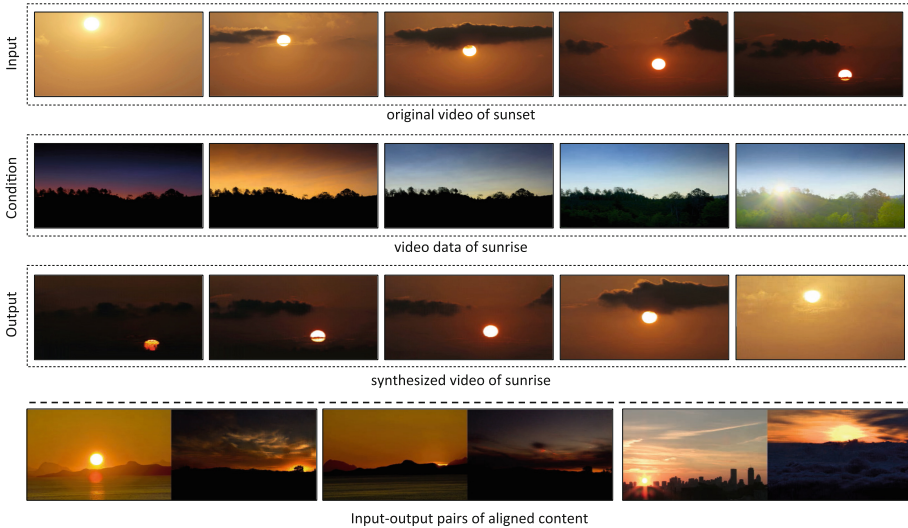 Input
original video of sunset
Condition
video data of sunrise
Output
synthesized video of sunrise
Input-output pairs of aligned content